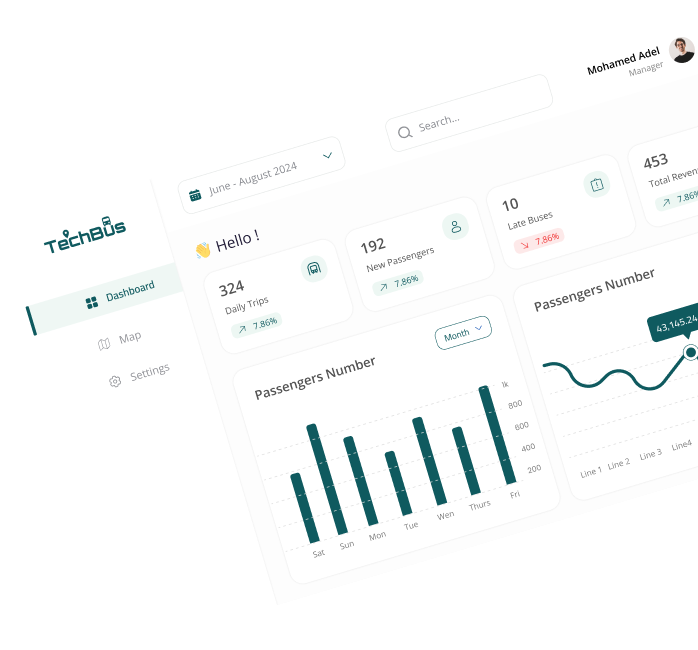 Mohamed Adel
Manager
Search...
June - August 2024
TechBus
Dashboard
Map
Settings
👋 Hello !
324
Daily Trips
7.86%
192
New Passengers
7.86%
10
Late Buses
7.86%
453
Total Reven
7.86%
Passengers Number
Month
lk
800
600
400
200
Sat
Sun
Mon
Tue
Wen
Thurs
Fri
Passengers Number
43,145.24
Line 1
Line 2
Line 3
Line4